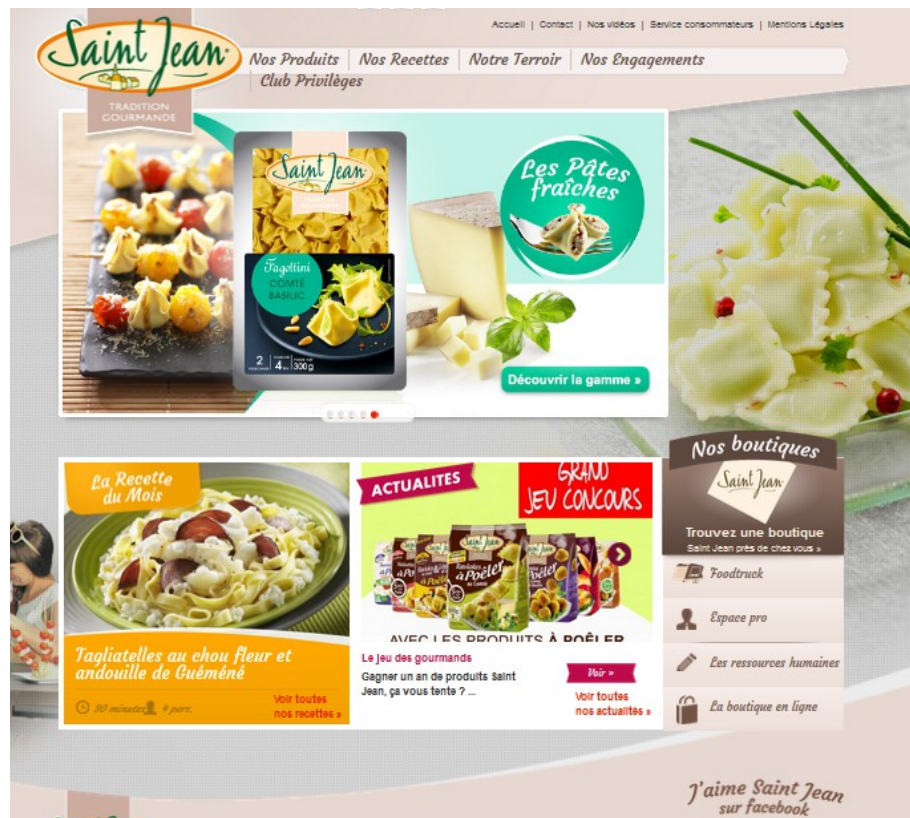 Accueil | Contact | Nos vidéos | Service consommateurs | Mentions Légales
Saint Jean
TRADITION
GOURMANDE
Nos Produits | Nos Recettes | Notre Terroir | Nos Engagements
Club Privilèges
Saint Jean
Fagottini
COMTÉ
BASILIC
2
4
300g
Les Pâtes
fraîches
Découvrir la gamme »
La Recette
du Mois
Tagliatelles au chou fleur et
andouille de Guéméné
30 minutes
4 pers.
Voir toutes
nos recettes »
ACTUALITES
GRAND
JEU CONCOURS
Saint Jean
à Poêler
AVEC LES PRODUITS À POÊLER
Le jeu des gourmands
Gagner un an de produits Saint
Jean, ça vous tente ? ...
Voir »
Voir toutes
nos actualités »
Nos boutiques
Saint Jean
Trouvez une boutique
Saint Jean près de chez vous »
Foodtruck
Espace pro
Les ressources humaines
La boutique en ligne
J'aime Saint Jean
sur facebook